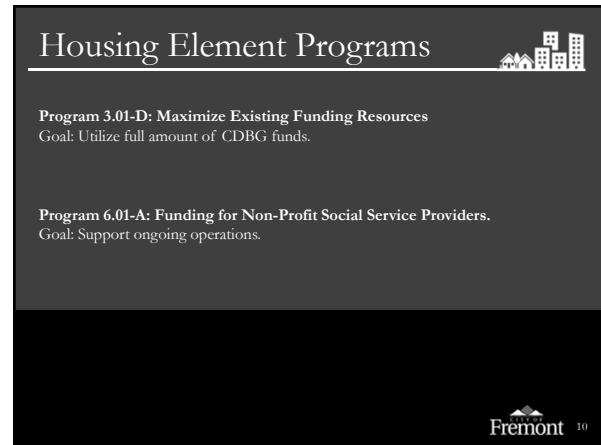 Housing Element Programs
Program 3.01-D: Maximize Existing Funding Resources
Goal: Utilize full amount of CDBG funds.
Program 6.01-A: Funding for Non-Profit Social Service Providers.
Goal: Support ongoing operations.
CITY OF
Fremont
10